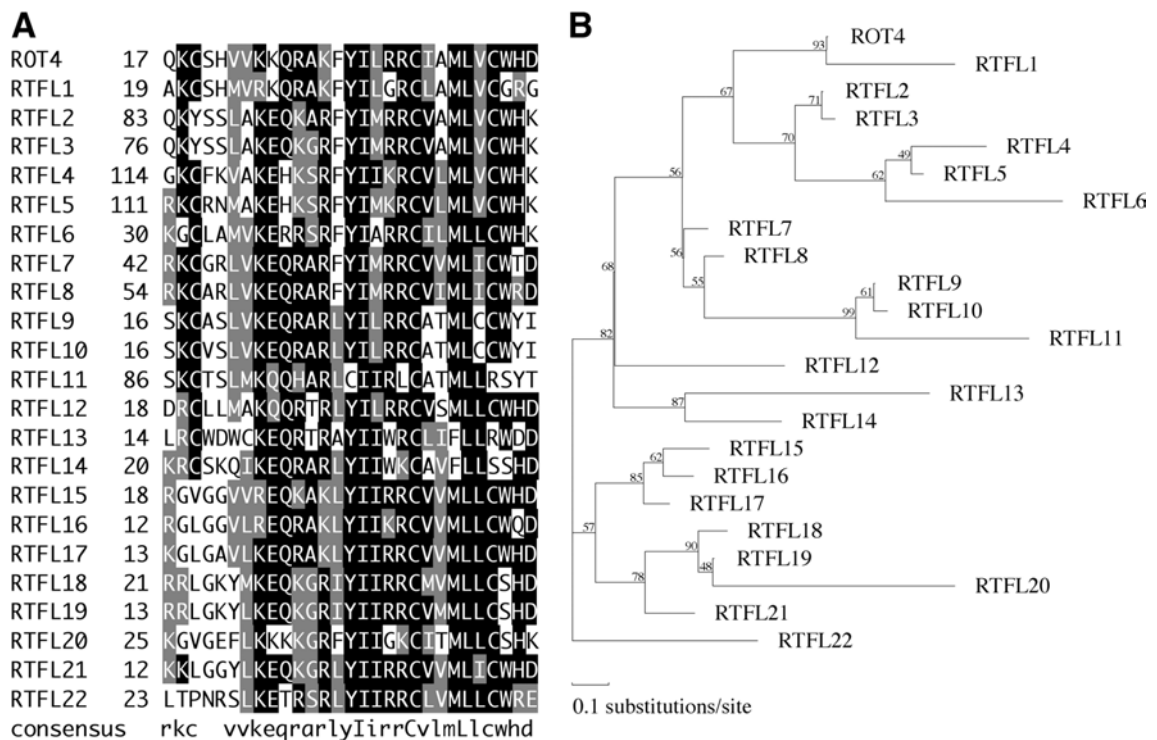 A
ROT4 17 QKCSHVVKKQRAKFYILRRCIAMLVCWHD
RTFL1 19 AKCSHMVRKQRAKFYILGRCLAMLVCGRG
RTFL2 83 QKYSSLAKEQKARFYIMRRCVAMLVCWHK
RTFL3 76 QKYSSLAKEQKGRFYIMRRCVAMLVCWHK
RTFL4 114 GKCFKVAKEHKSRFYIIKRCVLMLVCWHK
RTFL5 111 RKCRNMAKEHKSRFYIMKRCVLMLVCWHK
RTFL6 30 KGCLAMVKERRSRFYIARRCILMLLCWHK
RTFL7 42 RKCGRLVKEQRARFYIMRRCVVMLICWTD
RTFL8 54 RKCARLVKEQRARFYIMRRCVIMLICWRD
RTFL9 16 SKCASLVKEQRARLYILRRCATMLCCWYI
RTFL10 16 SKCVSLVKEQRARLYILRRCATMLCCWYI
RTFL11 86 SKCTSLMKQQHARLCIIRLCATMLLRSYT
RTFL12 18 DRCLLMAKQQRTRLYILRRCVSMLLCWHD
RTFL13 14 LRCWDWCKEQRTRAYIIWRCLIFLLRWDD
RTFL14 20 KRCSKQIKEQRARLYIIWKCAVFLLSSHD
RTFL15 18 RGVGGVVREQKAKLYIIRRCVVMLLCWHD
RTFL16 12 RGLGGVLREQRAKLYIIKRCVVMLLCWQD
RTFL17 13 KGLGAVLKEQRAKLYIIRRCVVMLLCWHD
RTFL18 21 RRLGKYMKEQKGRIYIIRRCMVMLLCSHD
RTFL19 13 RRLGKYLKEQKGRIYIIRRCVMMLLCSHD
RTFL20 25 KGVGEFLKKKKGRFYIIGKCITMLLCSHK
RTFL21 12 KKLGGYLKEQKGRLYIIRRCVVMLICWHD
RTFL22 23 LTPNRSLKETRSRLYIIRRCLVMLLCWRE
consensus rkc  vvkeqrarlyIirrCvlmLlcwhd
B
93 ROT4
RTFL1
67
71 RTFL2
RTFL3
70
49 RTFL4
RTFL5
62
RTFL6
56
RTFL7
56
RTFL8
55
61 RTFL9
RTFL10
99
RTFL11
68
82
RTFL12
RTFL13
87
RTFL14
RTFL15
62
RTFL16
85
RTFL17
57
RTFL18
90
RTFL19
48
RTFL20
78
RTFL21
RTFL22
0.1 substitutions/site